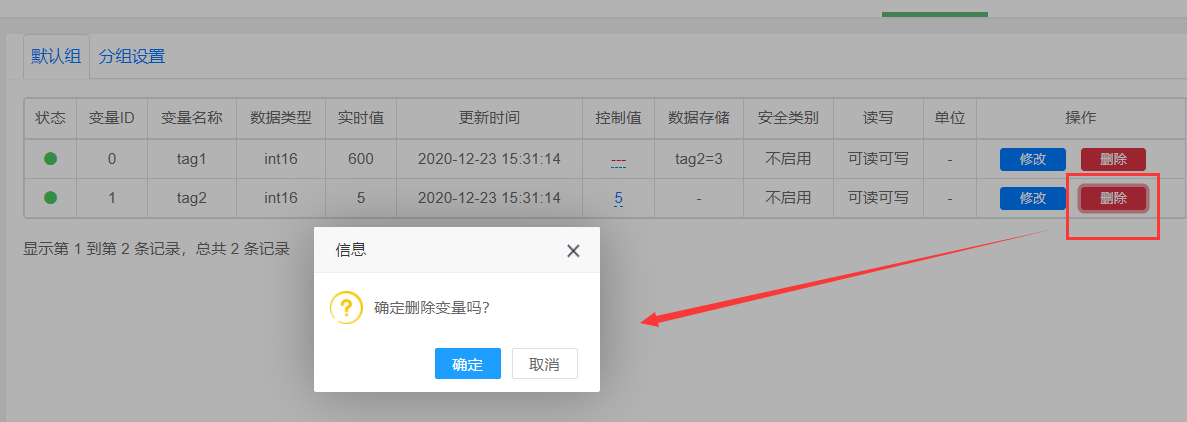 默认组 分组设置
状态 变量ID 变量名称 数据类型 实时值 更新时间 控制值 数据存储 安全类别 读写 单位 操作
0 tag1 int16 600 2020-12-23 15:31:14 --- tag2=3 不启用 可读可写 - 修改 删除
1 tag2 int16 5 2020-12-23 15:31:14 5 - 不启用 可读可写 - 修改 删除
显示第 1 到第 2 条记录，总共 2 条记录
信息
确定删除变量吗？
确定 取消